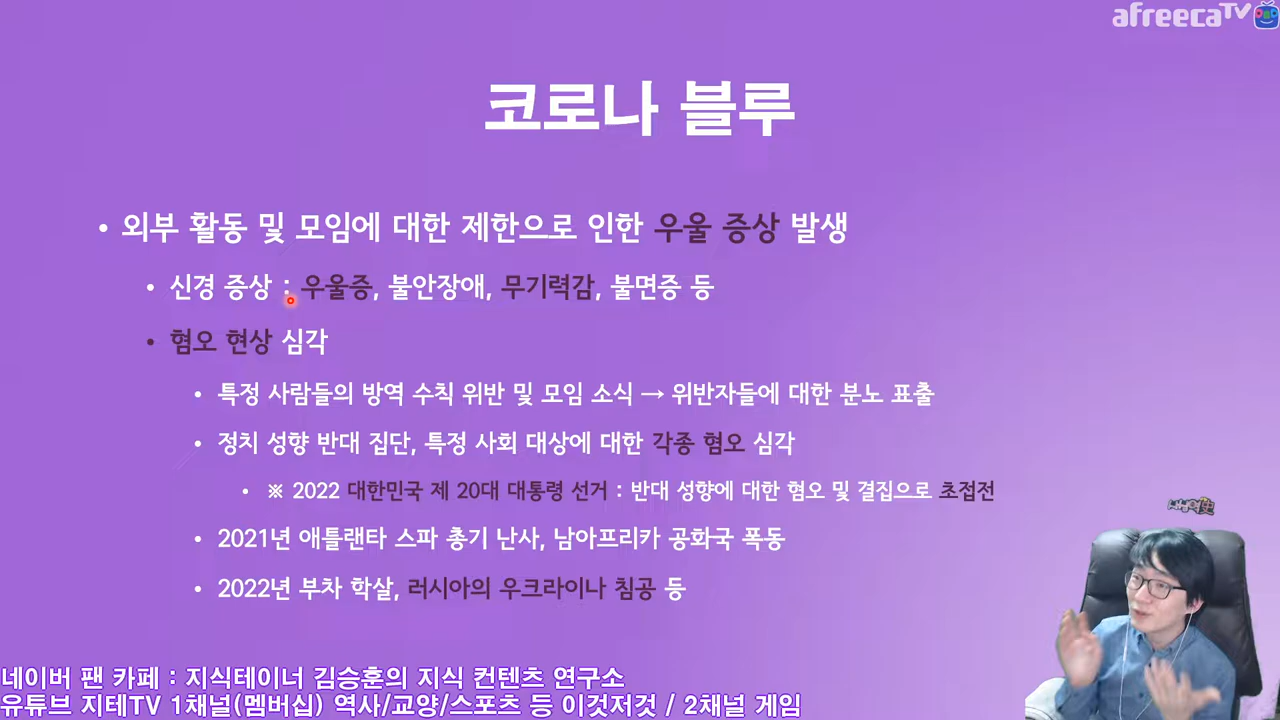 afreecaTV
코로나 블루
• 외부 활동 및 모임에 대한 제한으로 인한 우울 증상 발생
• 신경 증상 : 우울증, 불안장애, 무기력감, 불면증 등
• 혐오 현상 심각
• 특정 사람들의 방역 수칙 위반 및 모임 소식 → 위반자들에 대한 분노 표출
• 정치 성향 반대 집단, 특정 사회 대상에 대한 각종 혐오 심각
• ※ 2022 대한민국 제 20대 대통령 선거 : 반대 성향에 대한 혐오 및 결집으로 초접전
• 2021년 애틀랜타 스파 총기 난사, 남아프리카 공화국 폭동
• 2022년 부차 학살, 러시아의 우크라이나 침공 등
네이버 팬 카페 : 지식테이너 김승훈의 지식 컨텐츠 연구소
유튜브 지테TV 1채널(멤버십) 역사/교양/스포츠 등 이것저것 / 2채널 게임